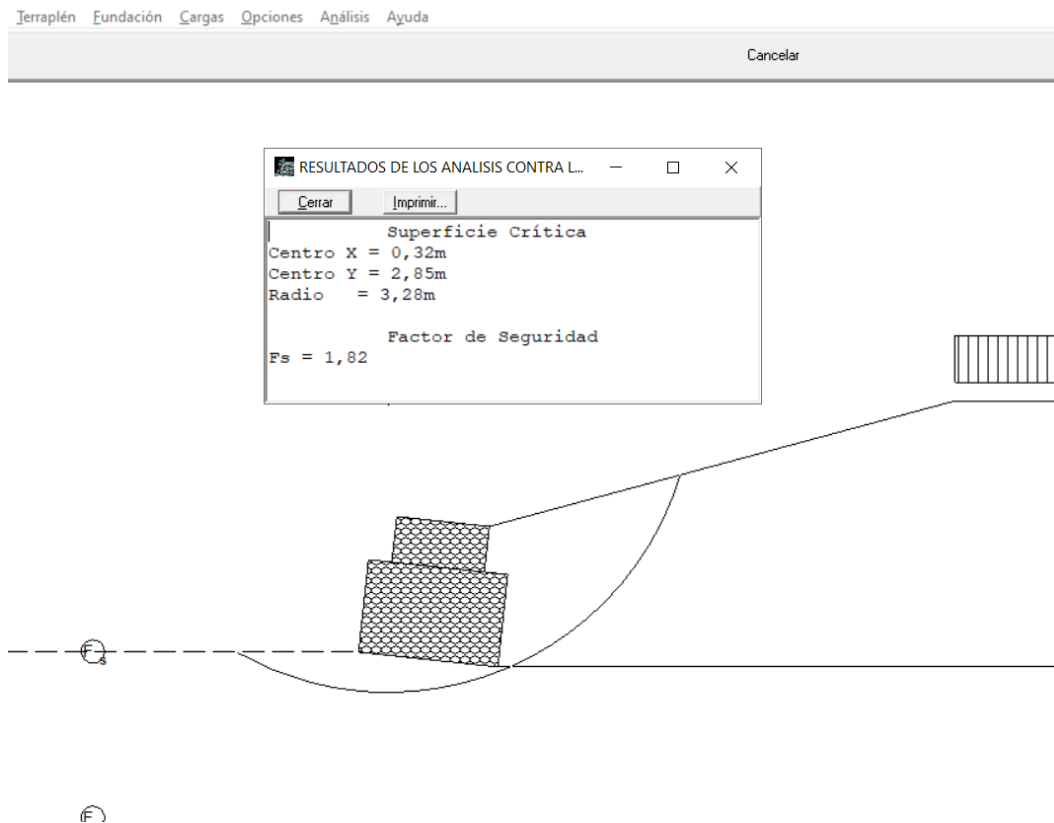 Terraplén Fundación Cargas Opciones Análisis Ayuda
Cancelar
RESULTADOS DE LOS ANALISIS CONTRA L...
Cerrar Imprimir...
Superficie Crítica
Centro X = 0,32m
Centro Y = 2,85m
Radio = 3,28m
Factor de Seguridad
Fs = 1,82
Fs
F